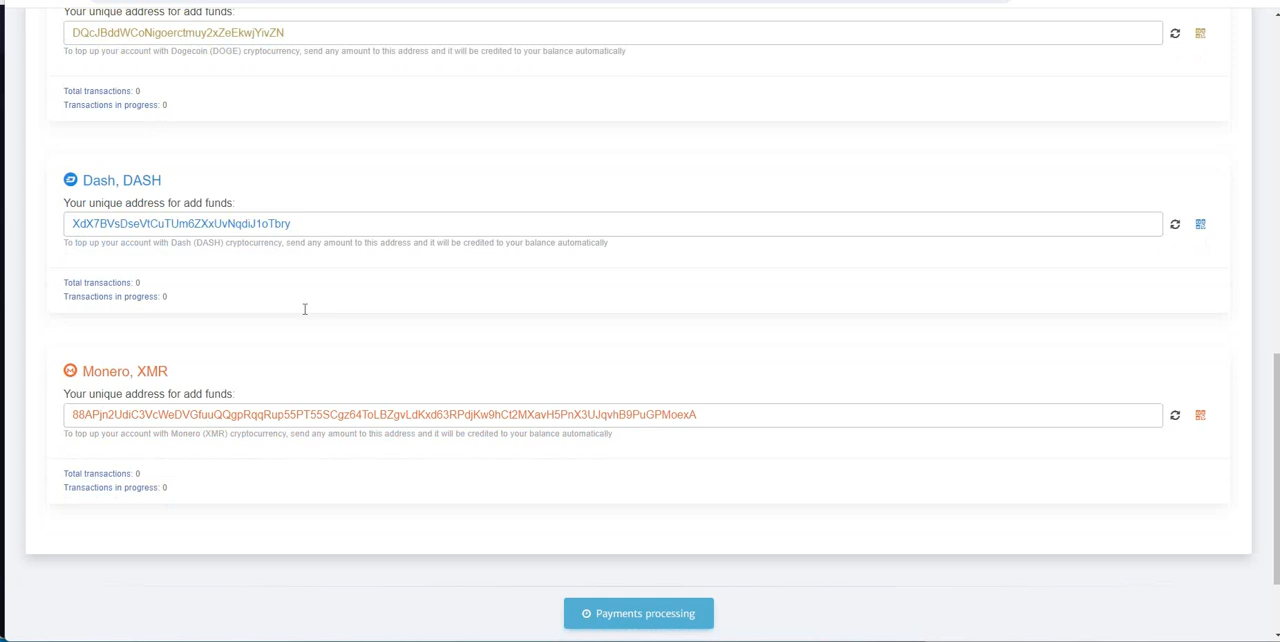 Your unique address for add funds:
DQcJBddWCoNigoerctmuy2xZeEkwjYivZN
To top up your account with Dogecoin (DOGE) cryptocurrency, send any amount to this address and it will be credited to your balance automatically
Total transactions: 0
Transactions in progress: 0
Dash, DASH
Your unique address for add funds:
XdX7BVsDseVtCuTUm6ZXxUvNqdiJ1oTbry
To top up your account with Dash (DASH) cryptocurrency, send any amount to this address and it will be credited to your balance automatically
Total transactions: 0
Transactions in progress: 0
Monero, XMR
Your unique address for add funds:
88APjn2UdiC3VcWeDVGfuuQQgpRqqRup55PT55SCgz64ToLBZgvLdKxd63RPdjKw9hCt2MXavH5PnX3UJqvhB9PuGPMoexA
To top up your account with Monero (XMR) cryptocurrency, send any amount to this address and it will be credited to your balance automatically
Total transactions: 0
Transactions in progress: 0
Payments processing